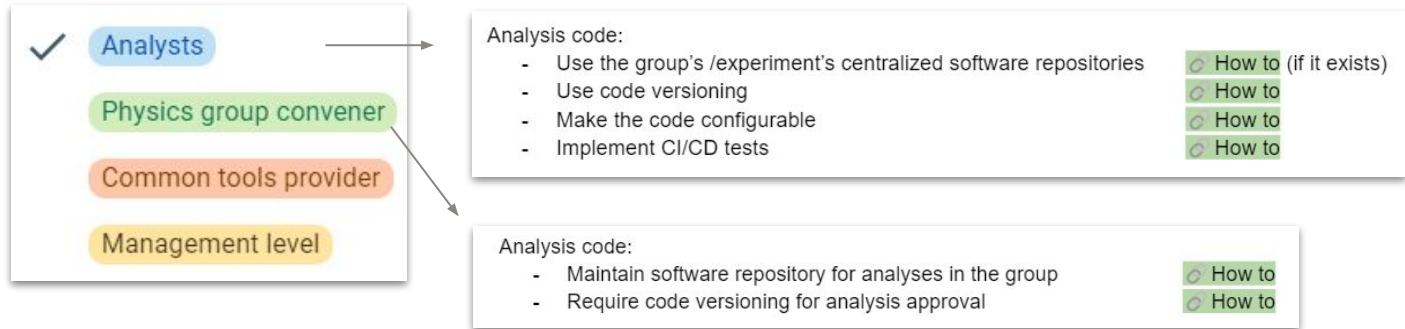 Analysts
Physics group convener
Common tools provider
Management level
Analysis code:
- Use the group's /experiment's centralized software repositories How to (if it exists)
- Use code versioning How to
- Make the code configurable How to
- Implement CI/CD tests How to
Analysis code:
- Maintain software repository for analyses in the group How to
- Require code versioning for analysis approval How to